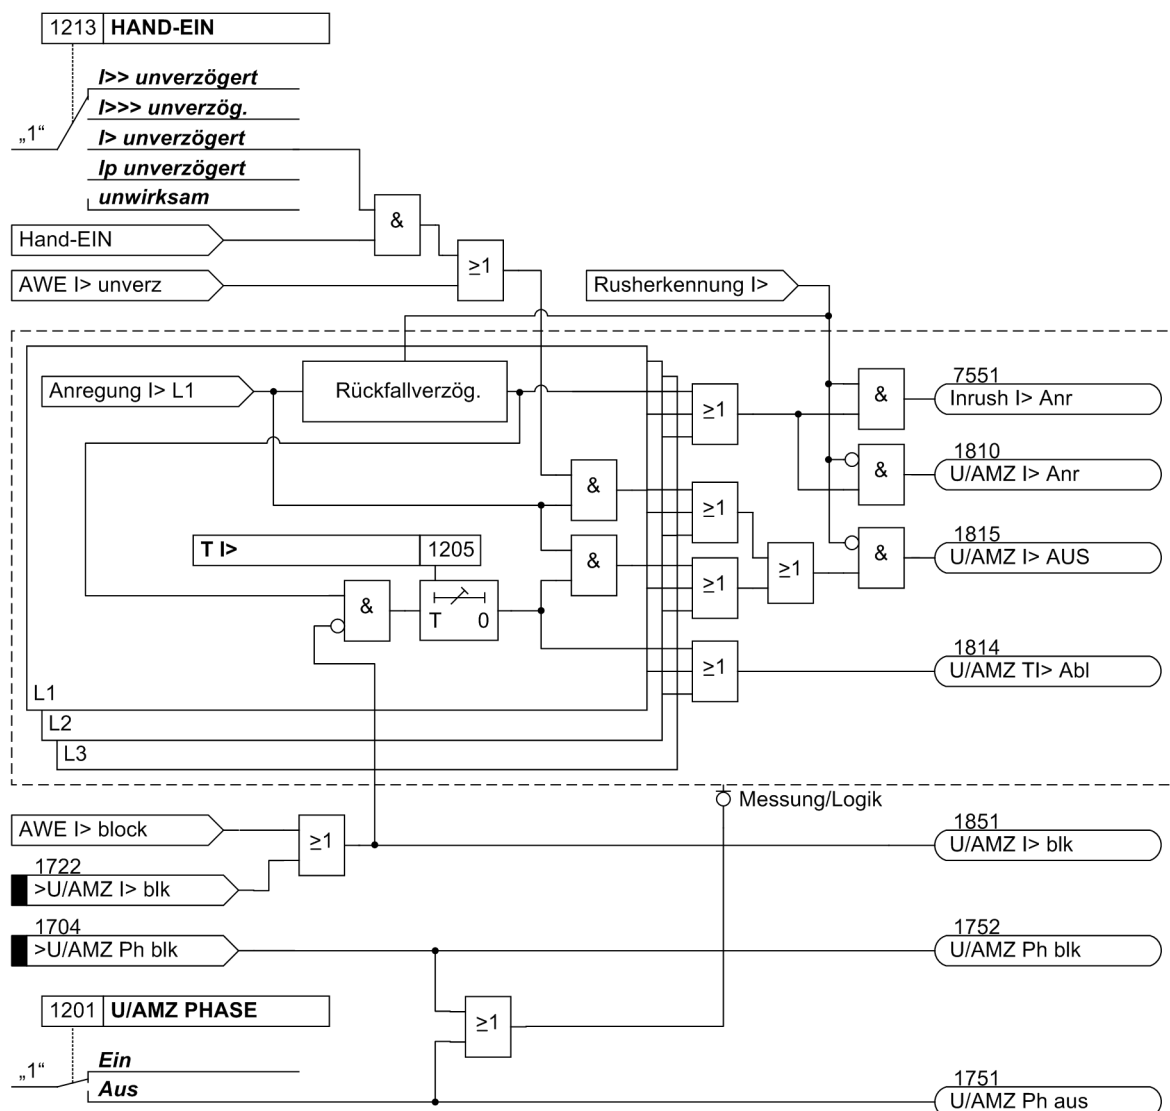 1213 HAND-EIN
I>> unverzögert
I>>> unverzög.
„1“
I> unverzögert
Ip unverzögert
unwirksam
&
Hand-EIN
≥1
AWE I> unverz
Rusherkennung I>
Anregung I> L1
Rückfallverzög.
≥1
&
7551
Inrush I> Anr
&
1810
U/AMZ I> Anr
&
≥1
T I> 1205
&
≥1
≥1
&
1815
U/AMZ I> AUS
&
T 0
≥1
1814
U/AMZ TI> Abl
L1
L2
L3
Messung/Logik
AWE I> block
≥1
1851
U/AMZ I> blk
1722
>U/AMZ I> blk
1704
>U/AMZ Ph blk
1752
U/AMZ Ph blk
1201 U/AMZ PHASE
≥1
„1“
Ein
Aus
1751
U/AMZ Ph aus